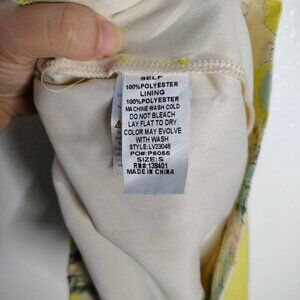 SELF
100%POLYESTER
LINING
100%POLYESTER
MACHINE WASH COLD
DO NOT BLEACH
LAY FLAT TO DRY
COLOR MAY EVOLVE
WITH WASH
STYLE:LV23048
PO#:P6066
SIZE:S
RN#:138401
MADE IN CHINA